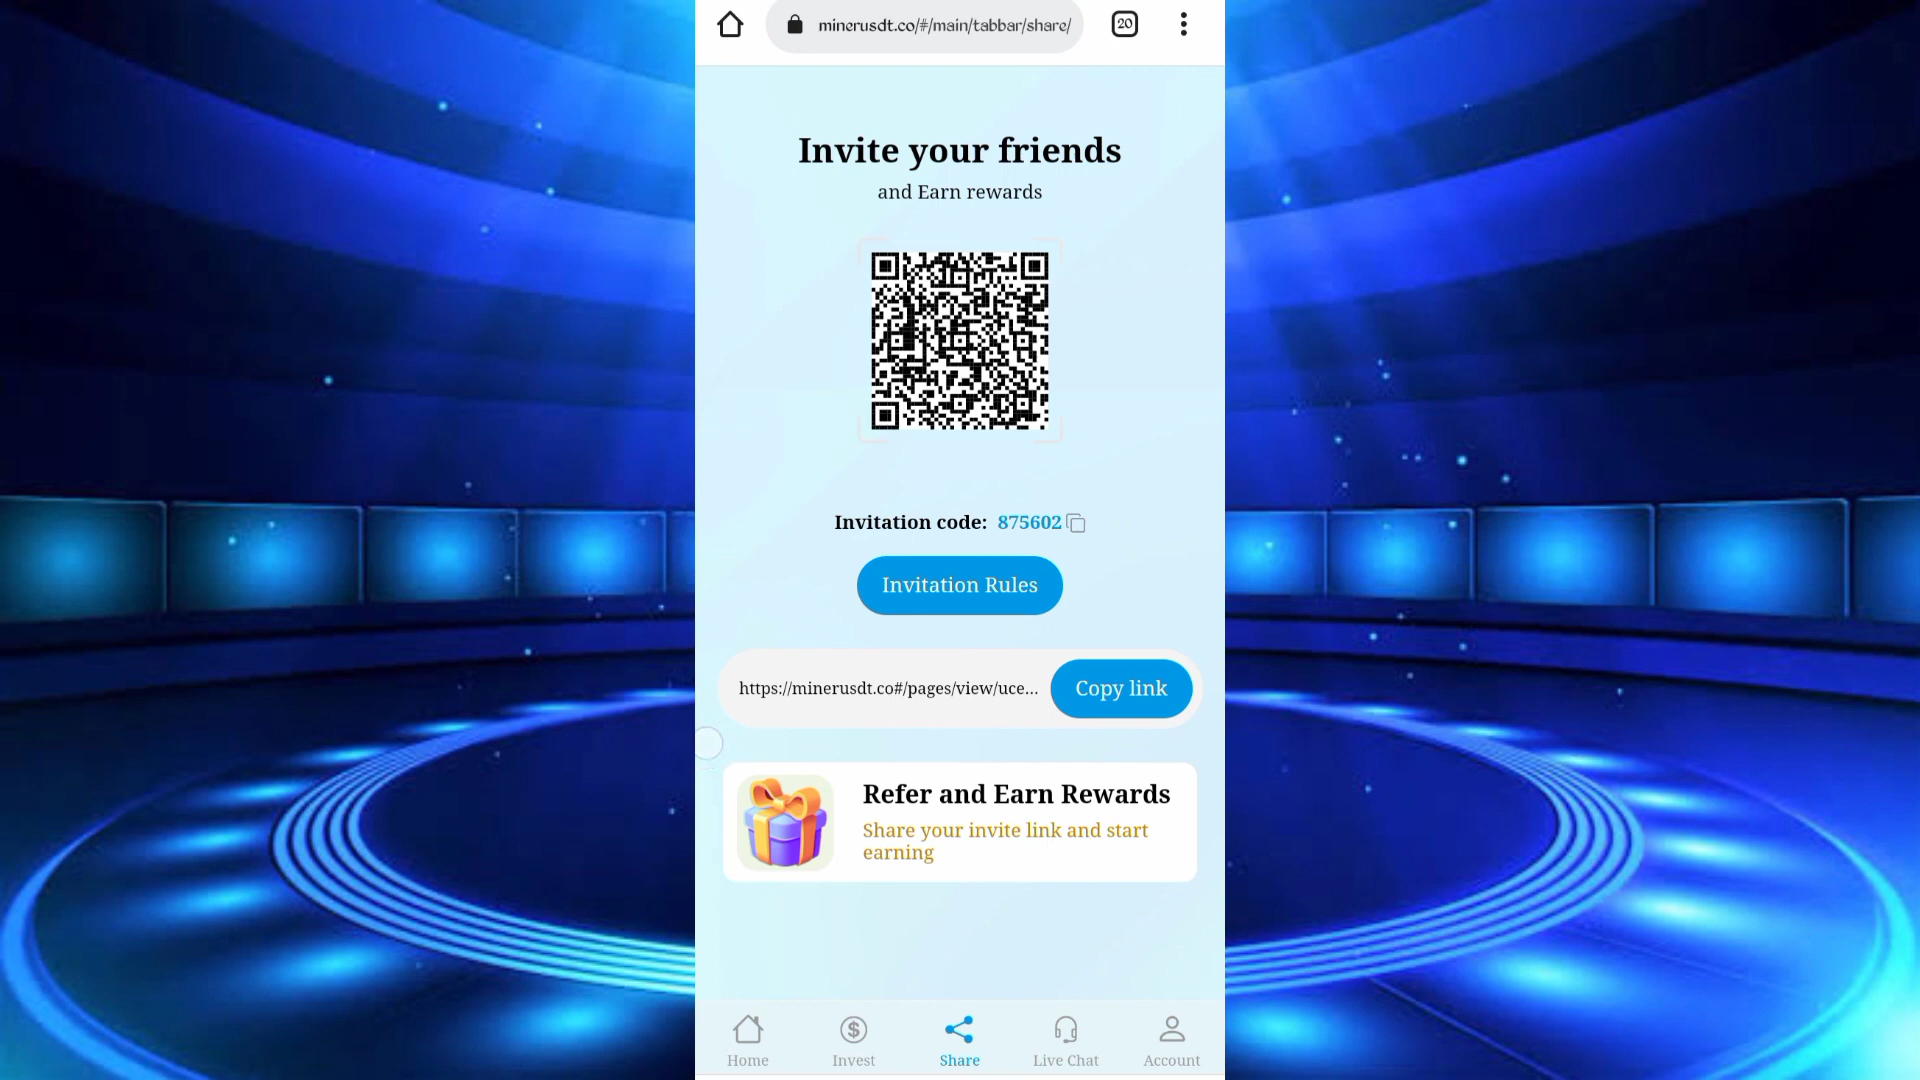 minerusdt.co/#/main/tabbar/share/
20
Invite your friends
and Earn rewards
Invitation code: 875602
Invitation Rules
https://minerusdt.co#/pages/view/uce...
Copy link
Refer and Earn Rewards
Share your invite link and start
earning
Home
Invest
Share
Live Chat
Account